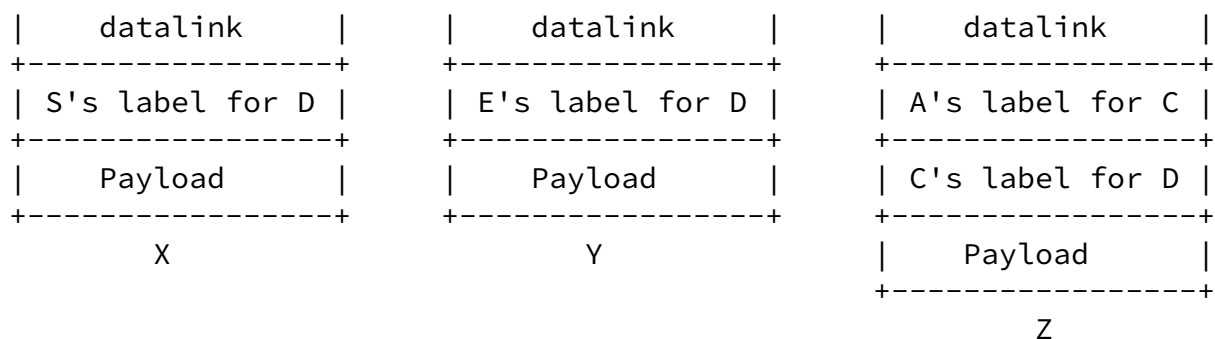 |     datalink      |     |     datalink      |     |     datalink      |
+-----------------+     +-----------------+     +-----------------+
| S's label for D |     | E's label for D |     | A's label for C |
+-----------------+     +-----------------+     +-----------------+
|     Payload      |     |     Payload      |     | C's label for D |
+-----------------+     +-----------------+     +-----------------+
        X                       Y               |     Payload      |
                                                +-----------------+
                                                        Z